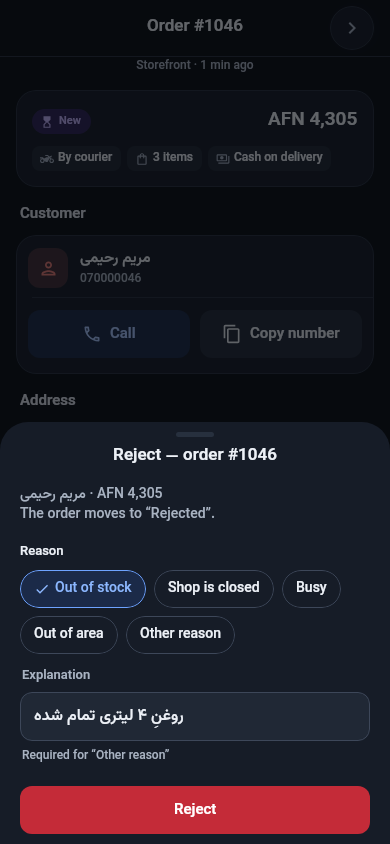 Order #1046
Storefront · 1 min ago
New
AFN 4,305
By courier
3 items
Cash on delivery
Customer
مریم رحیمی
070000046
Call
Copy number
Address
Reject — order #1046
مریم رحیمی · AFN 4,305
The order moves to “Rejected”.
Reason
Out of stock
Shop is closed
Busy
Out of area
Other reason
Explanation
روغنِ ۴ لیتری تمام شده
Required for “Other reason”
Reject